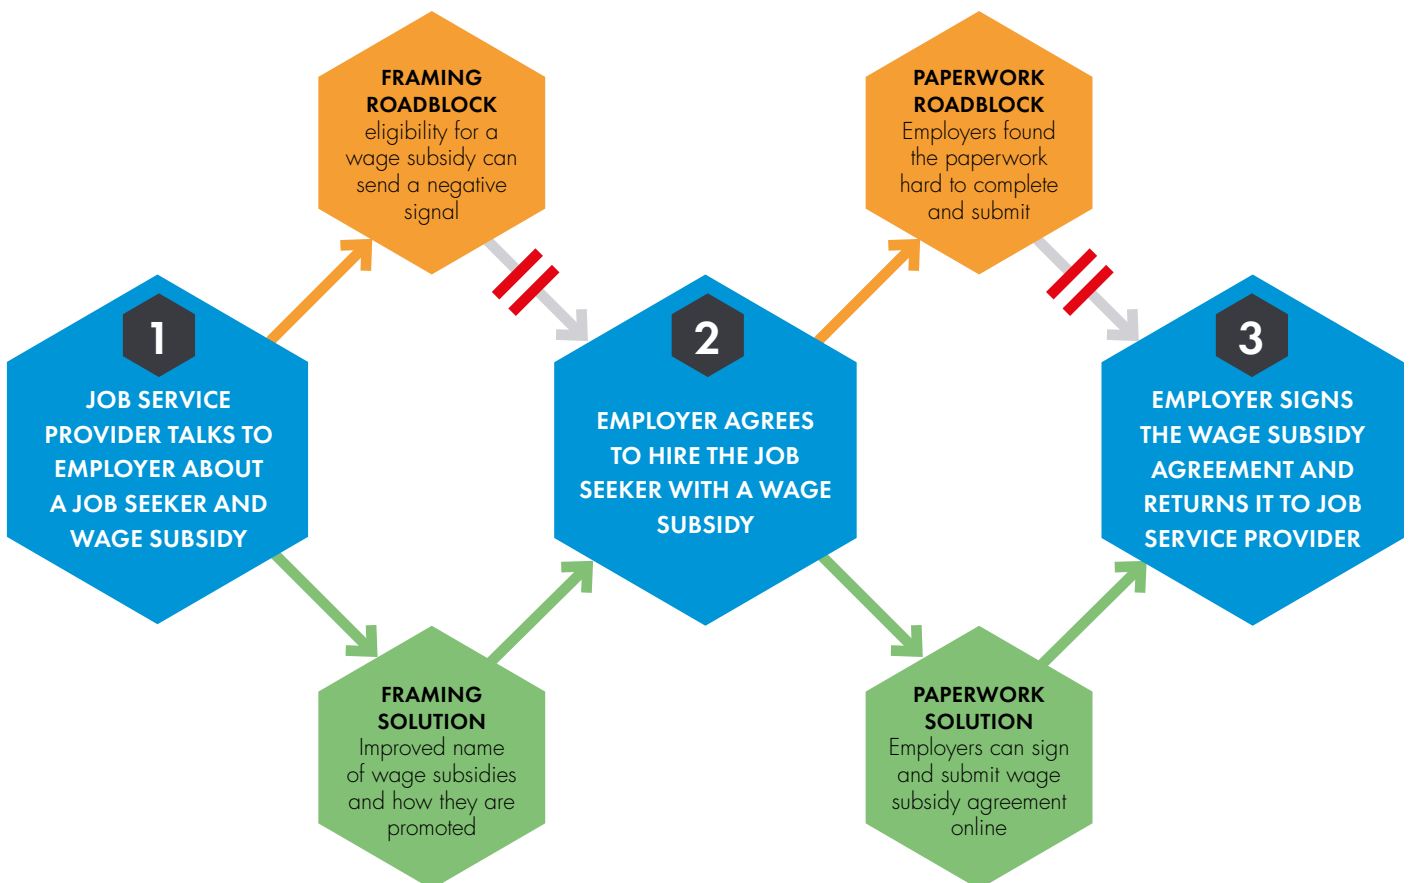 FRAMING
ROADBLOCK
eligibility for a
wage subsidy can
send a negative
signal
PAPERWORK
ROADBLOCK
Employers found
the paperwork
hard to complete
and submit
1
JOB SERVICE
PROVIDER TALKS TO
EMPLOYER ABOUT
A JOB SEEKER AND
WAGE SUBSIDY
2
EMPLOYER AGREES
TO HIRE THE JOB
SEEKER WITH A WAGE
SUBSIDY
3
EMPLOYER SIGNS
THE WAGE SUBSIDY
AGREEMENT AND
RETURNS IT TO JOB
SERVICE PROVIDER
FRAMING
SOLUTION
Improved name
of wage subsidies
and how they are
promoted
PAPERWORK
SOLUTION
Employers can sign
and submit wage
subsidy agreement
online